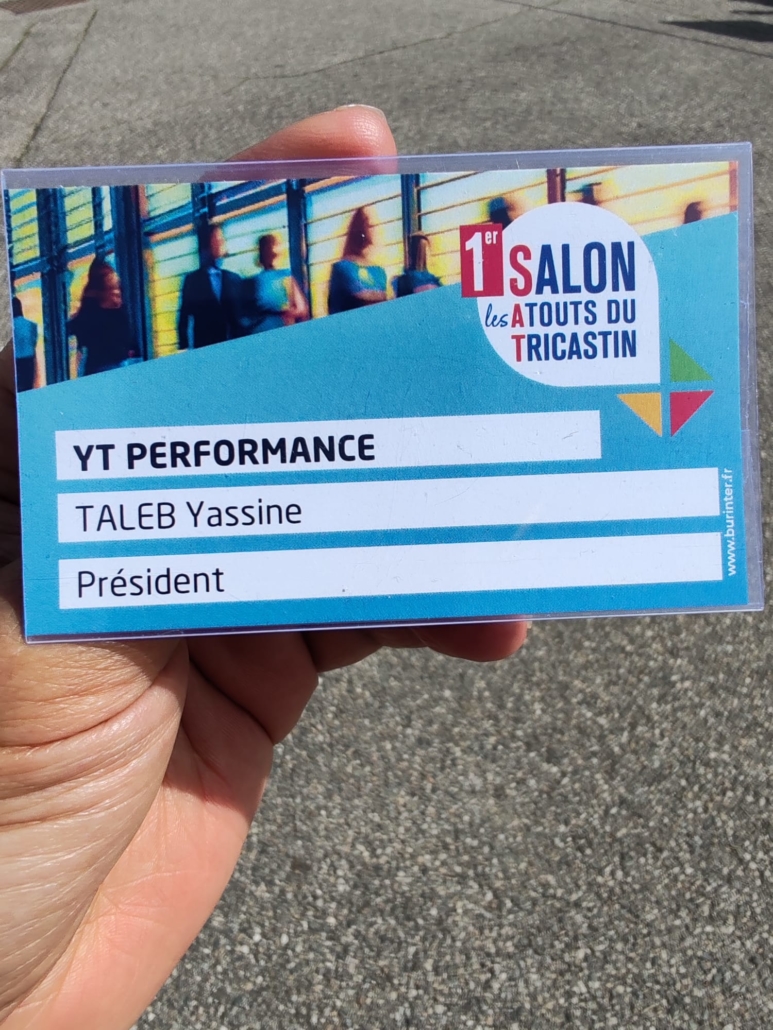 1er SALON
les ATOUTS DU
TRICASTIN
YT PERFORMANCE
TALEB Yassine
Président
www.burinter.fr